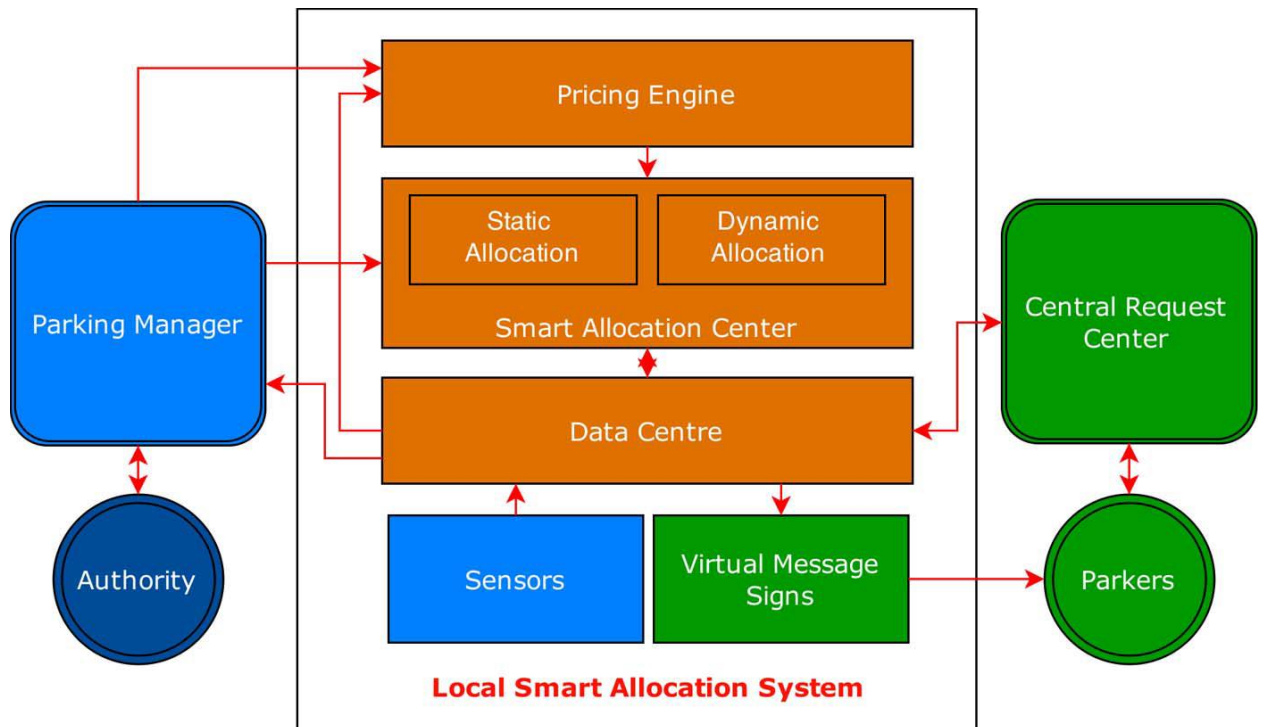 Pricing Engine
Static
Allocation
Dynamic
Allocation
Smart Allocation Center
Parking Manager
Central Request
Center
Data Centre
Authority
Sensors
Virtual Message
Signs
Parkers
Local Smart Allocation System